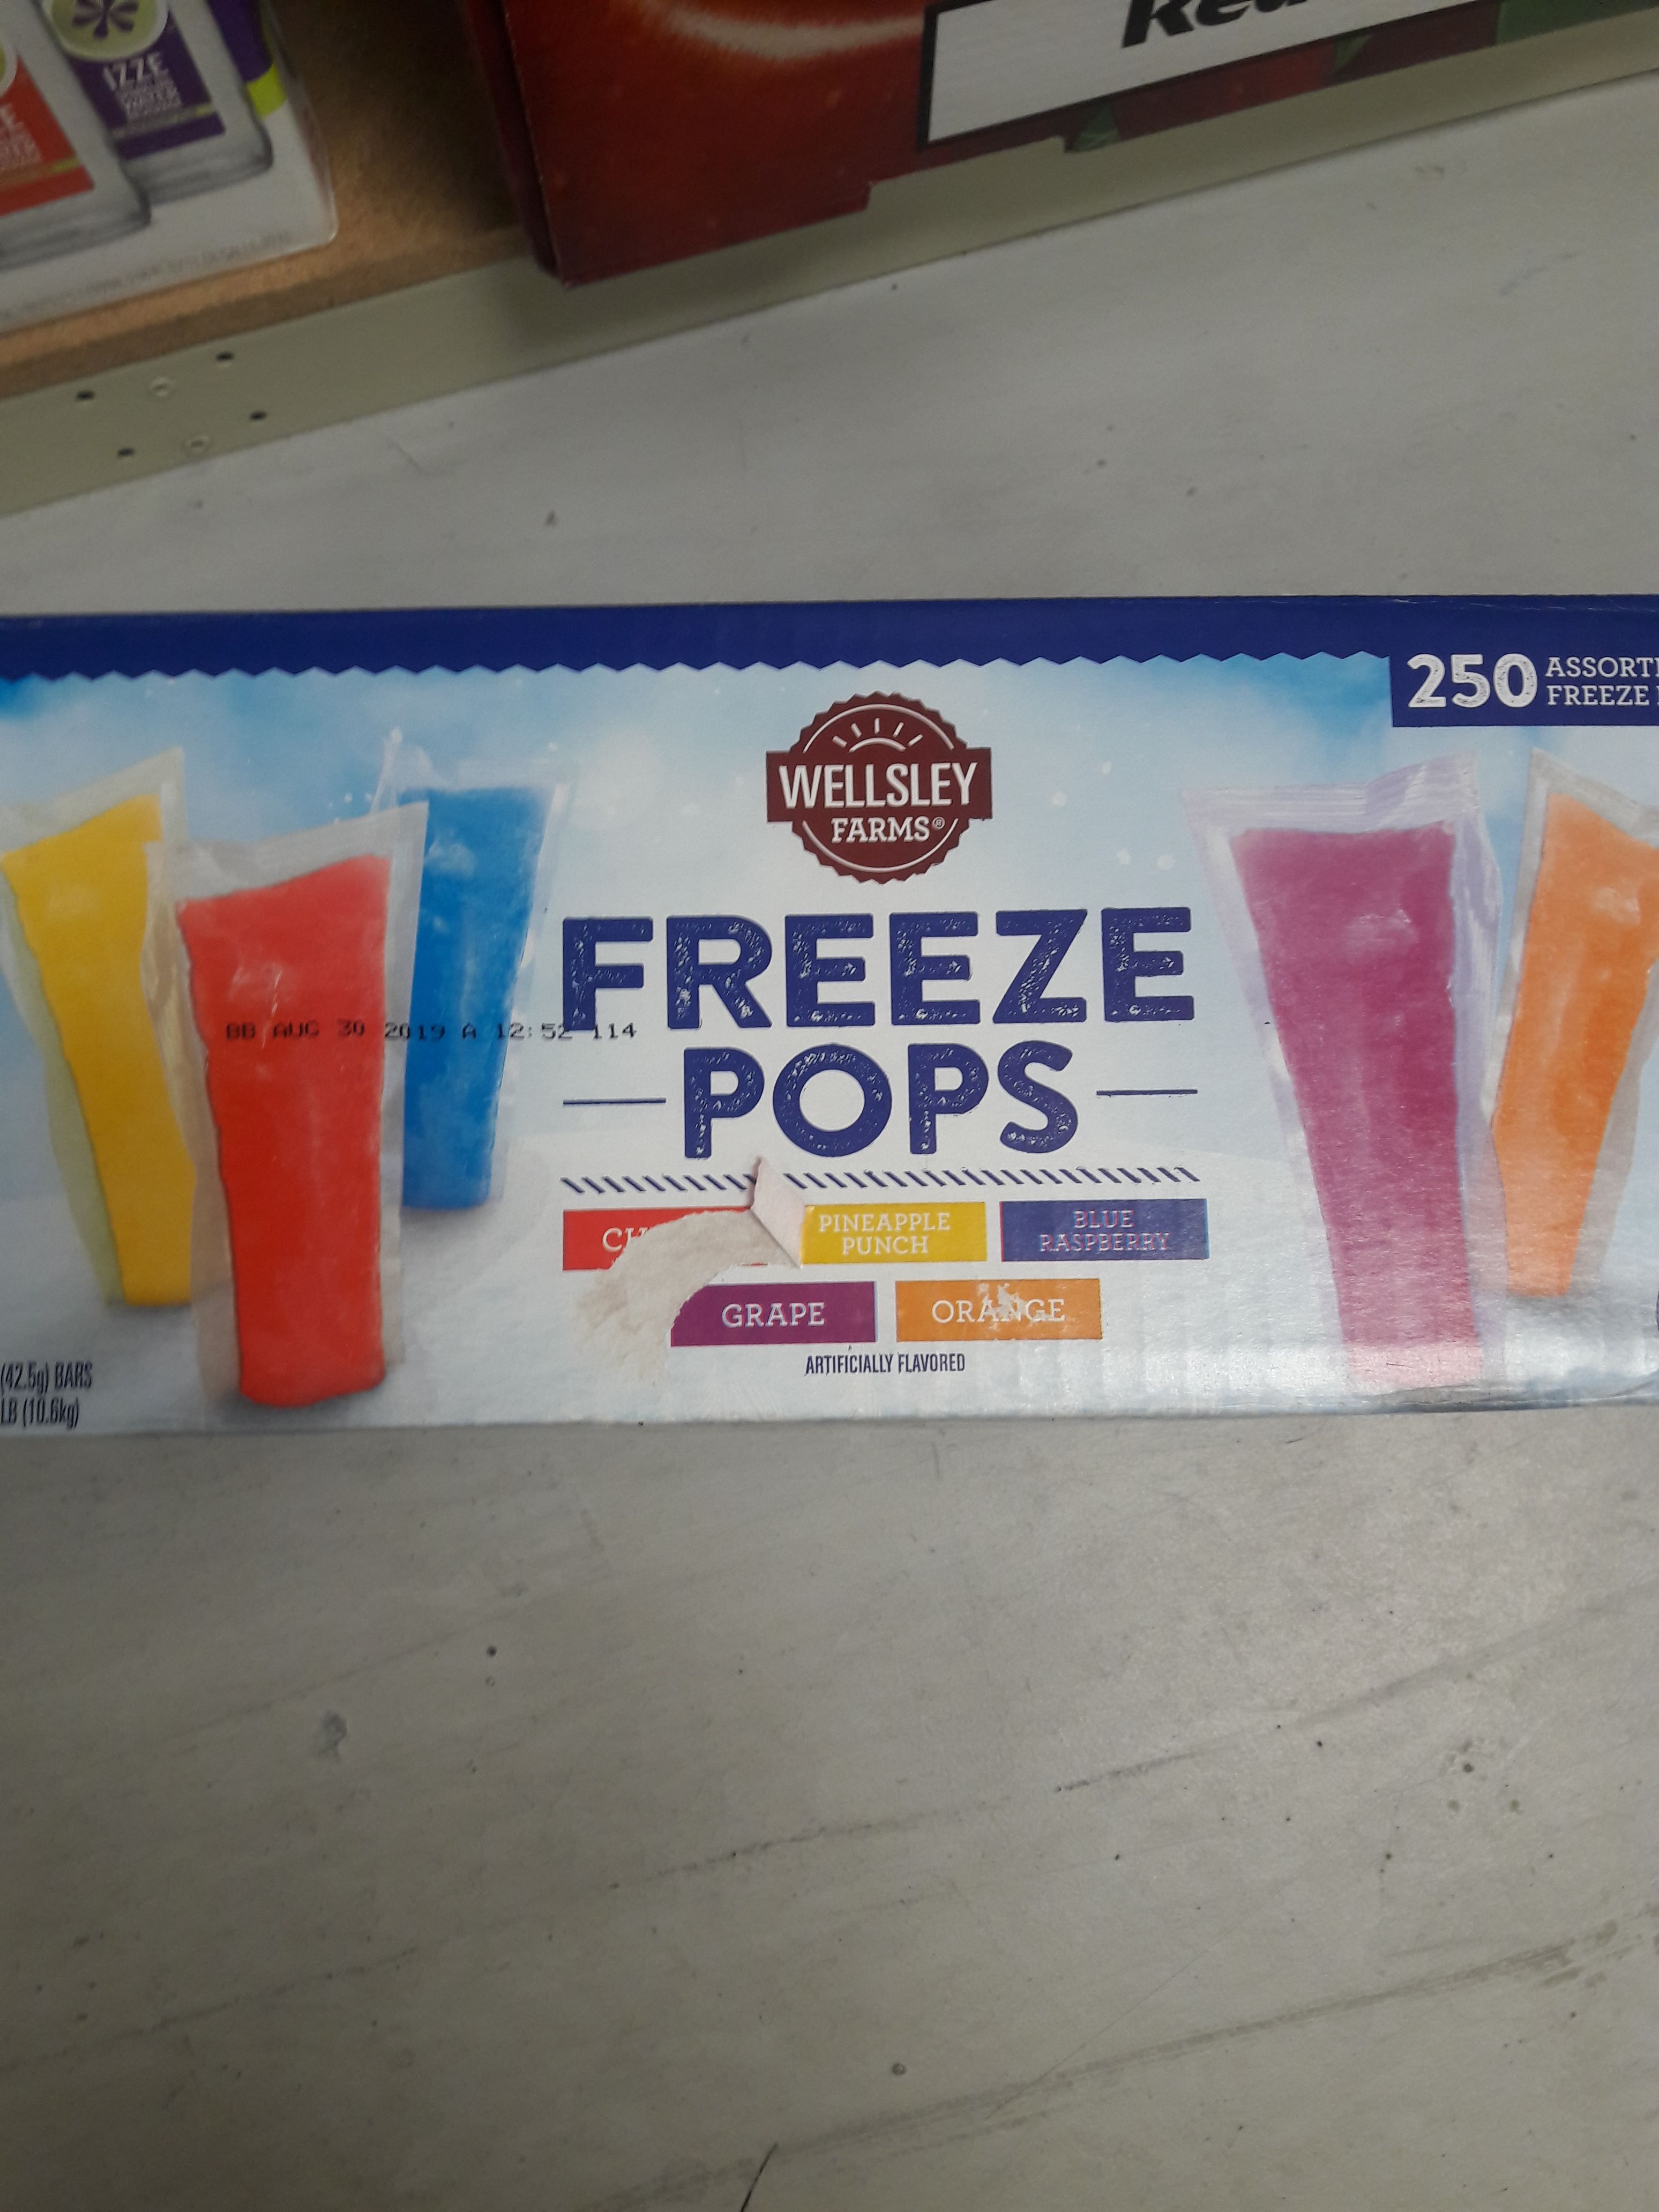 IZZE
Red
250 ASSORT
FREEZE
WELLSLEY
FARMS®
FREEZE
POPS
BB AUG 30 2019 A 12:52 114
PINEAPPLE
PUNCH
BLUE
RASPBERRY
GRAPE
ORANGE
ARTIFICIALLY FLAVORED
(42.5g) BARS
LB (10.6kg)